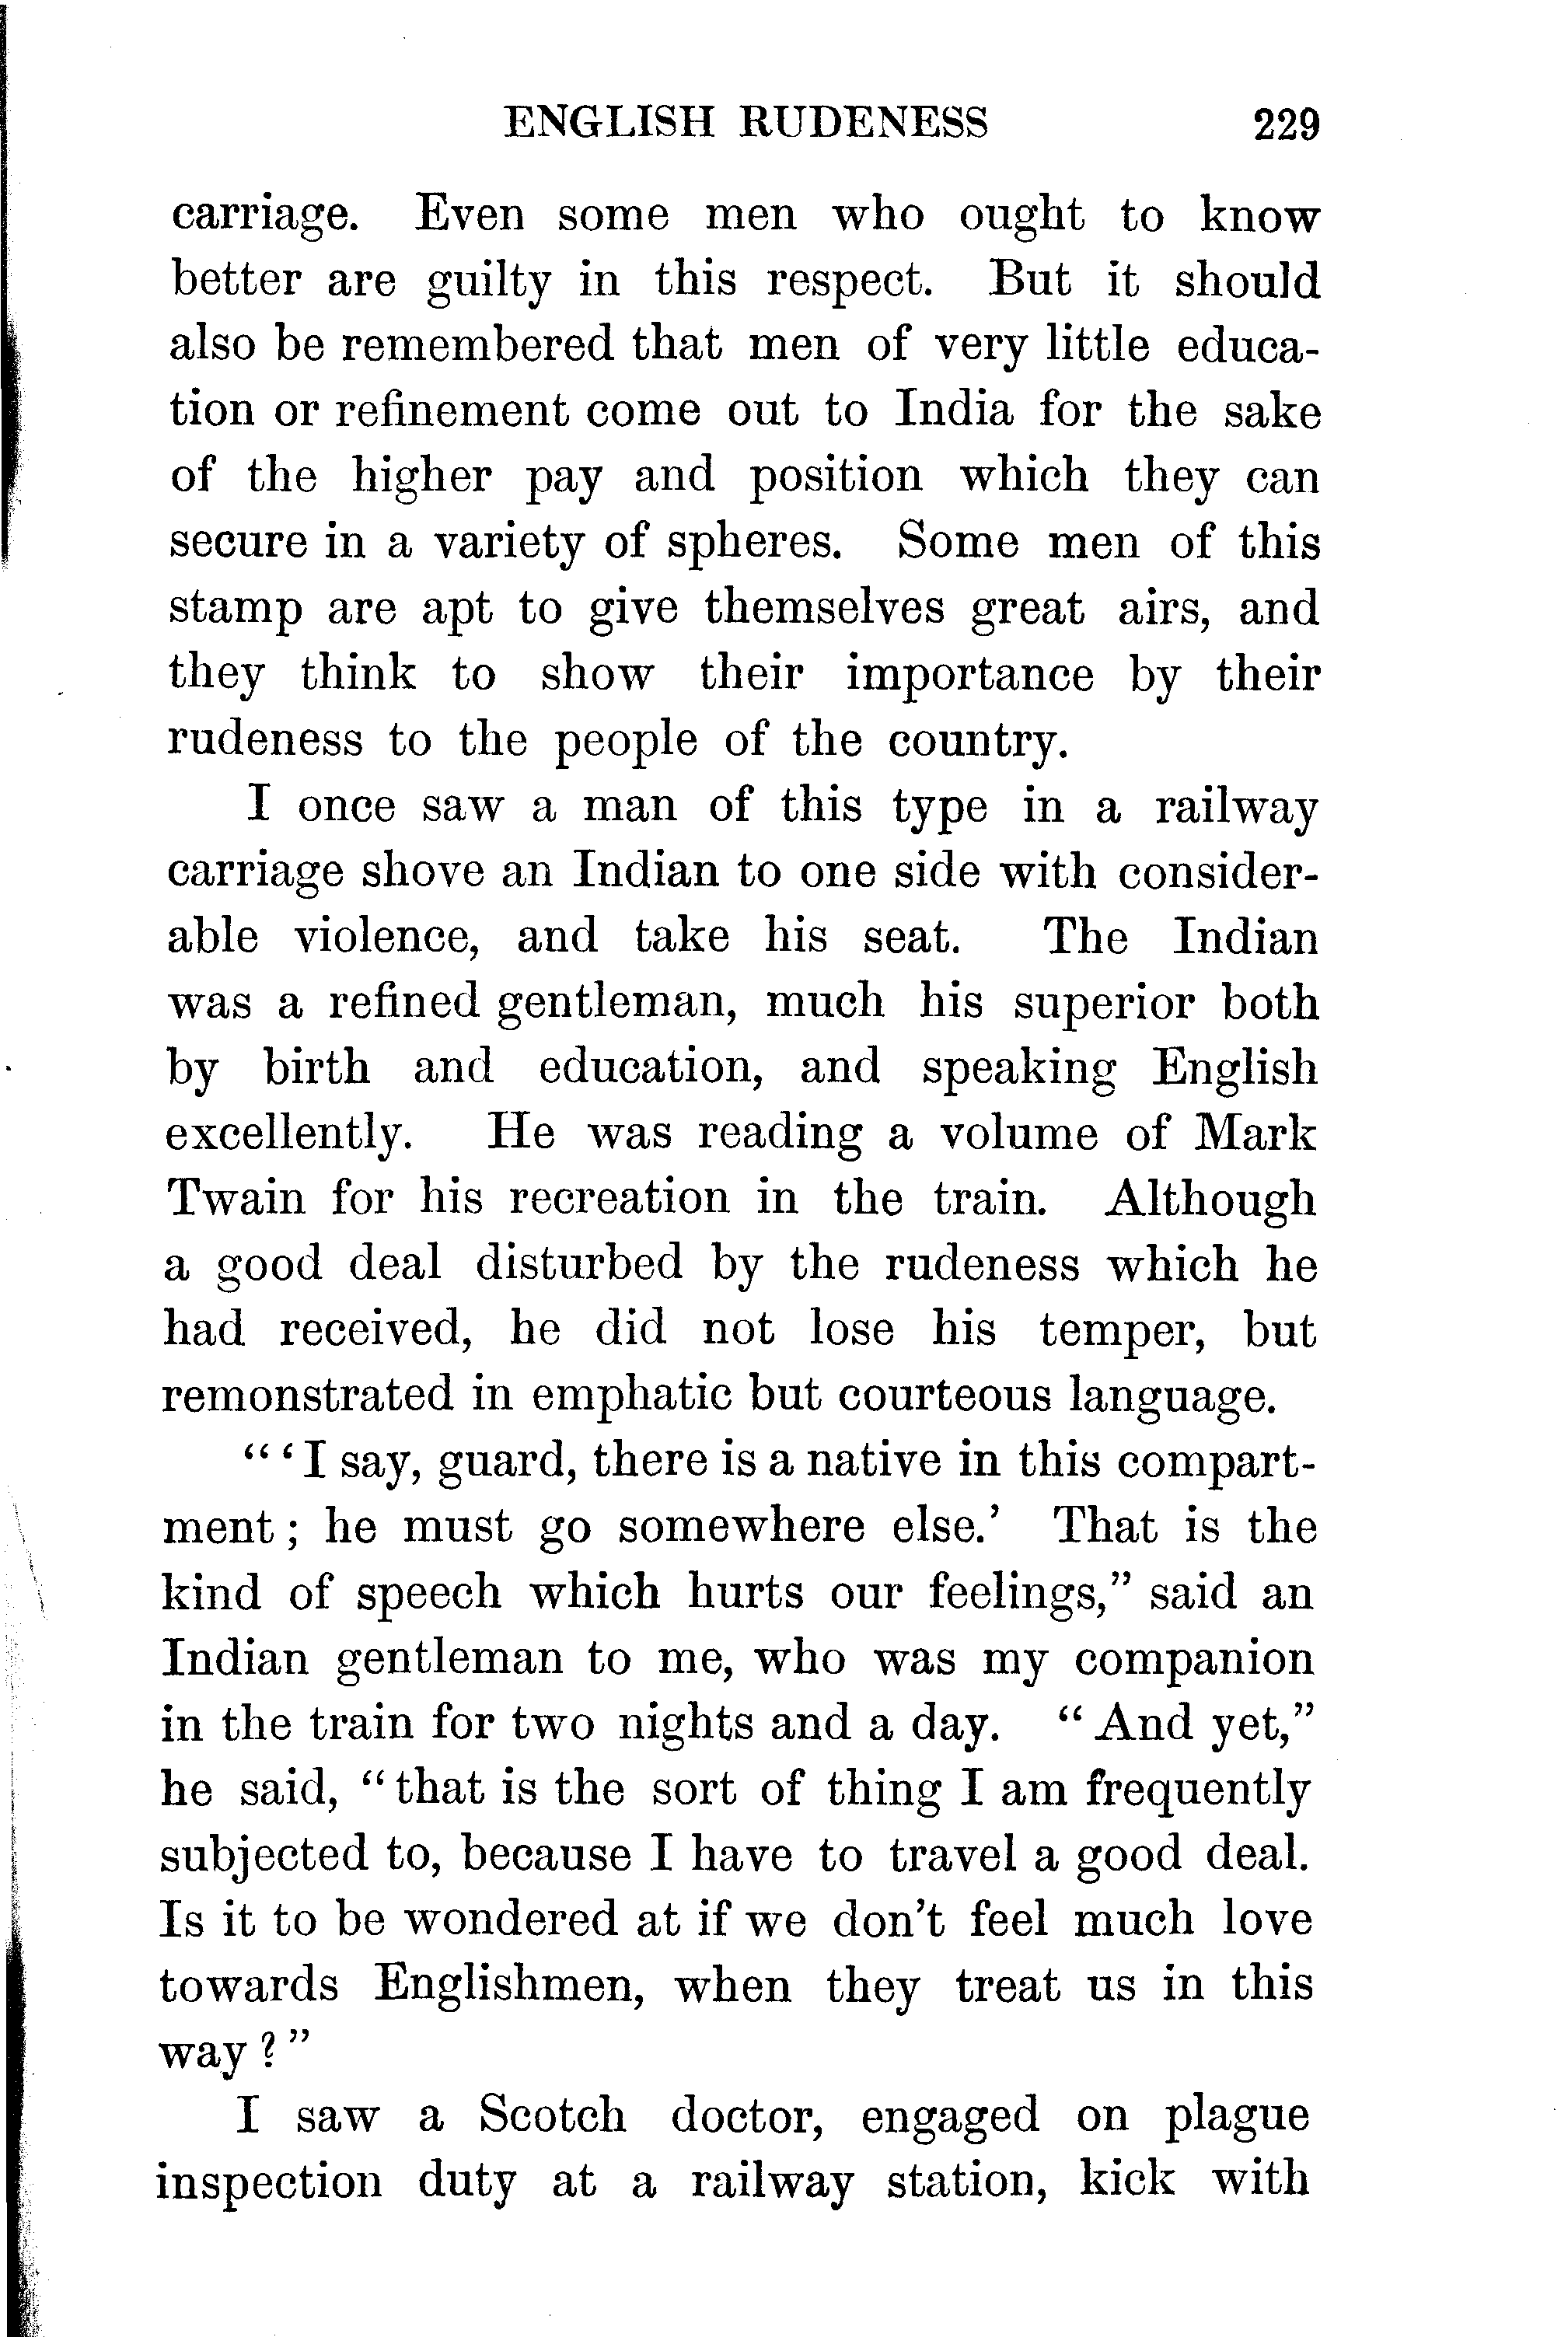 ENGLISH RUDENESS 229
carriage. Even some men who ought to know
better are guilty in this respect. But it should
also be remembered that men of very little educa-
tion or refinement come out to India for the sake
of the higher pay and position which they can
secure in a variety of spheres. Some men of this
stamp are apt to give themselves great airs, and
they think to show their importance by their
rudeness to the people of the country.
I once saw a man of this type in a railway
carriage shove an Indian to one side with consider-
able violence, and take his seat. The Indian
was a refined gentleman, much his superior both
by birth and education, and speaking English
excellently. He was reading a volume of Mark
Twain for his recreation in the train. Although
a good deal disturbed by the rudeness which he
had received, he did not lose his temper, but
remonstrated in emphatic but courteous language.
“ ‘I say, guard, there is a native in this compart-
ment ; he must go somewhere else.’ That is the
kind of speech which hurts our feelings,” said an
Indian gentleman to me, who was my companion
in the train for two nights and a day. “ And yet,”
he said, “ that is the sort of thing I am frequently
subjected to, because I have to travel a good deal.
Is it to be wondered at if we don’t feel much love
towards Englishmen, when they treat us in this
way ? ”
I saw a Scotch doctor, engaged on plague
inspection duty at a railway station, kick with